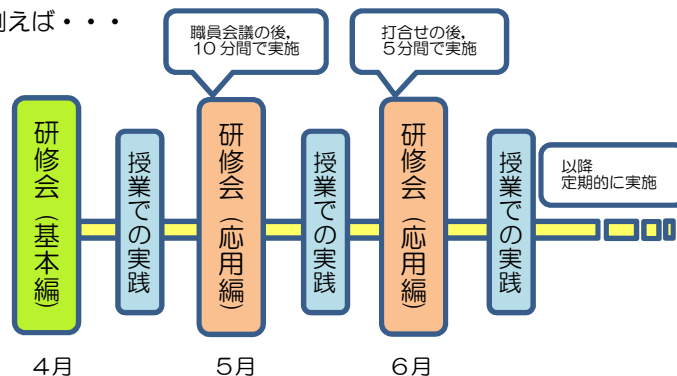 例えば・・・
職員会議の後,
10分間で実施
打合せの後,
5分間で実施
研修会（基本編）
授業での実践
研修会（応用編）
授業での実践
研修会（応用編）
授業での実践
以降
定期的に実施
4月
5月
6月